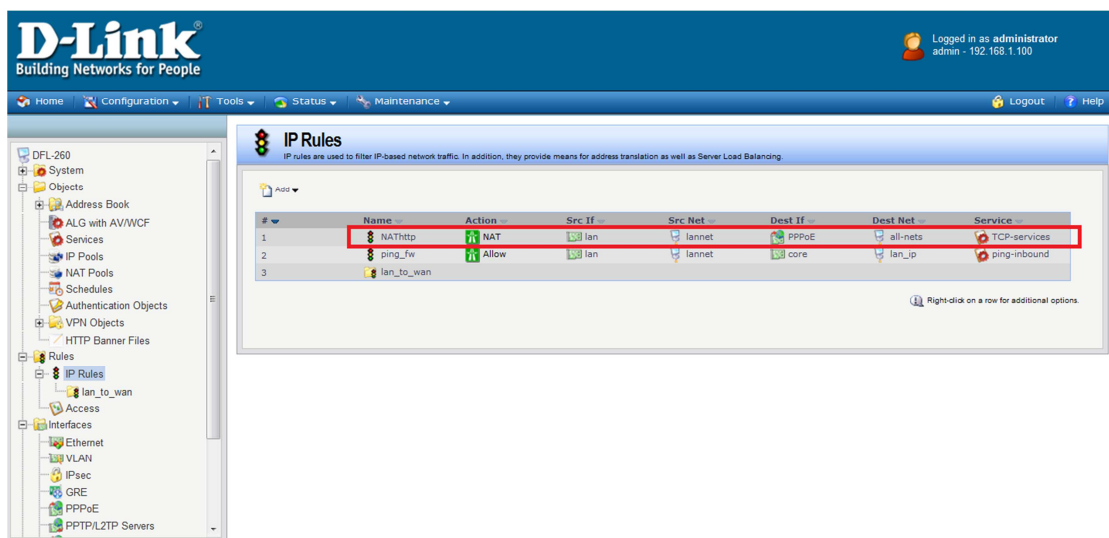 D-Link®
Building Networks for People
Logged in as administrator
admin - 192.168.1.100
Home Configuration Tools Status Maintenance Logout Help
DFL-260
System
Objects
Address Book
ALG with AV/WCF
Services
IP Pools
NAT Pools
Schedules
Authentication Objects
VPN Objects
HTTP Banner Files
Rules
IP Rules
lan_to_wan
Access
Interfaces
Ethernet
VLAN
IPsec
GRE
PPPoE
PPTP/L2TP Servers
IP Rules
IP rules are used to filter IP-based network traffic. In addition, they provide means for address translation as well as Server Load Balancing.
Add
# Name Action Src If Src Net Dest If Dest Net Service
1 NAThttp NAT lan lannet PPPoE all-nets TCP-services
2 ping_fw Allow lan lannet core lan_ip ping-inbound
3 lan_to_wan
Right-click on a row for additional options.